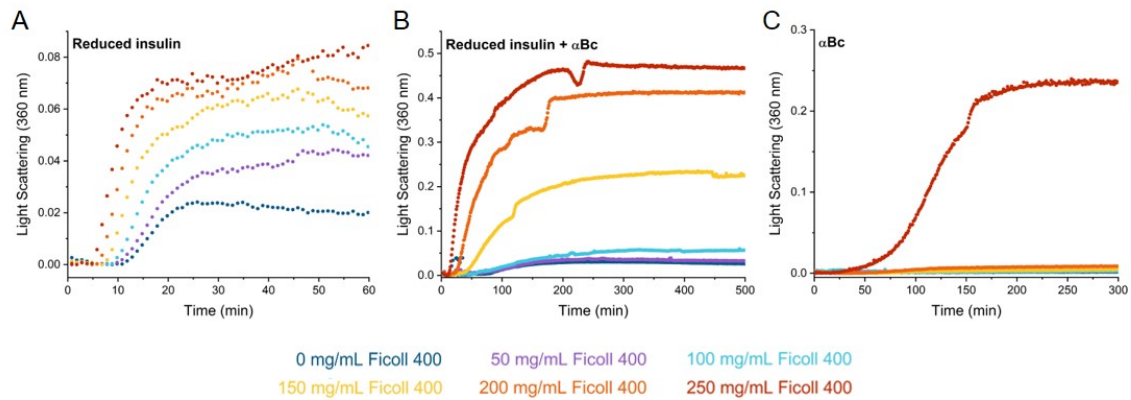 A
Reduced insulin
Light Scattering (360 nm)
0.08
0.06
0.04
0.02
0.00
0 10 20 30 40 50 60
Time (min)
B
Reduced insulin + αBc
Light Scattering (360 nm)
0.5
0.4
0.3
0.2
0.1
0.0
0 100 200 300 400 500
Time (min)
C
αBc
Light Scattering (360 nm)
0.3
0.2
0.1
0.0
0 50 100 150 200 250 300
Time (min)
0 mg/mL Ficoll 400 50 mg/mL Ficoll 400 100 mg/mL Ficoll 400
150 mg/mL Ficoll 400 200 mg/mL Ficoll 400 250 mg/mL Ficoll 400